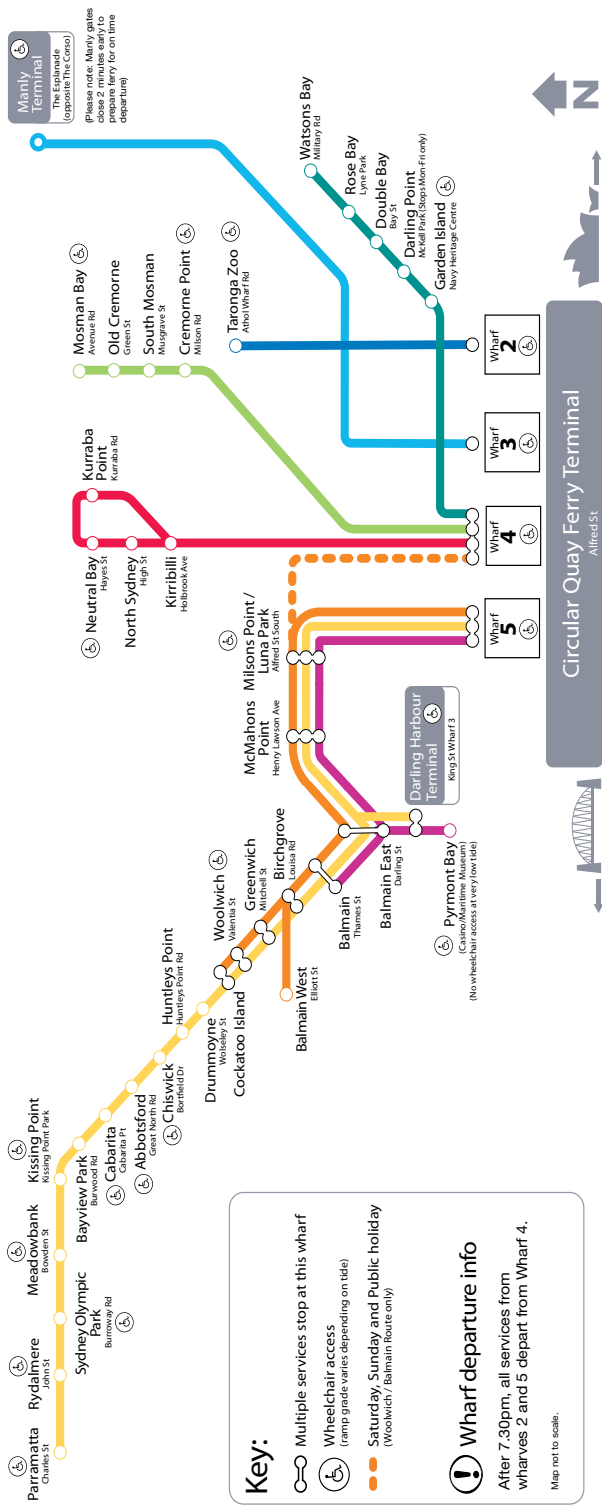 Parramatta
Charles St
Rydalmere
John St
Sydney Olympic
Park
Burroway Rd
Meadowbank
Bowden St
Kissing Point
Kissing Point Park
Bayview Park
Burwood Rd
Cabarita
Cabarita Pt
Abbotsford
Great North Rd
Chiswick
Bortfield Dr
Huntleys Point
Huntleys Point Rd
Drummoyne
Wolseley St
Cockatoo Island
Woolwich
Valentia St
Greenwich
Mitchell St
Birchgrove
Louisa Rd
Balmain West
Elliott St
Balmain
Thames St
Balmain East
Darling St
Pyrmont Bay
(Casino/Maritime Museum)
(No wheelchair access at very low tide)
Darling Harbour
Terminal
King St Wharf 3
McMahons
Point
Henry Lawson Ave
Milsons Point /
Luna Park
Alfred St South
Neutral Bay
Hayes St
North Sydney
High St
Kirribilli
Holbrook Ave
Kurraba
Point
Kurraba Rd
Mosman Bay
Avenue Rd
Old Cremorne
Green St
South Mosman
Musgrave St
Cremorne Point
Milson Rd
Taronga Zoo
Athol Wharf Rd
Manly
Terminal
The Esplanade
(opposite The Corso)
(Please note: Manly gates
close 2 minutes early to
prepare ferry for on time
departure)
Watsons Bay
Military Rd
Rose Bay
Lyne Park
Double Bay
Bay St
Darling Point
McKell Park (Stops Mon-Fri only)
Garden Island
Navy Heritage Centre
Wharf
5
Wharf
4
Wharf
3
Wharf
2
Circular Quay Ferry Terminal
Alfred St
N
Key:
Multiple services stop at this wharf
Wheelchair access
(ramp grade varies depending on tide)
Saturday, Sunday and Public holiday
(Woolwich / Balmain Route only)
! Wharf departure info
After 7.30pm, all services from
wharves 2 and 5 depart from Wharf 4.
Map not to scale.